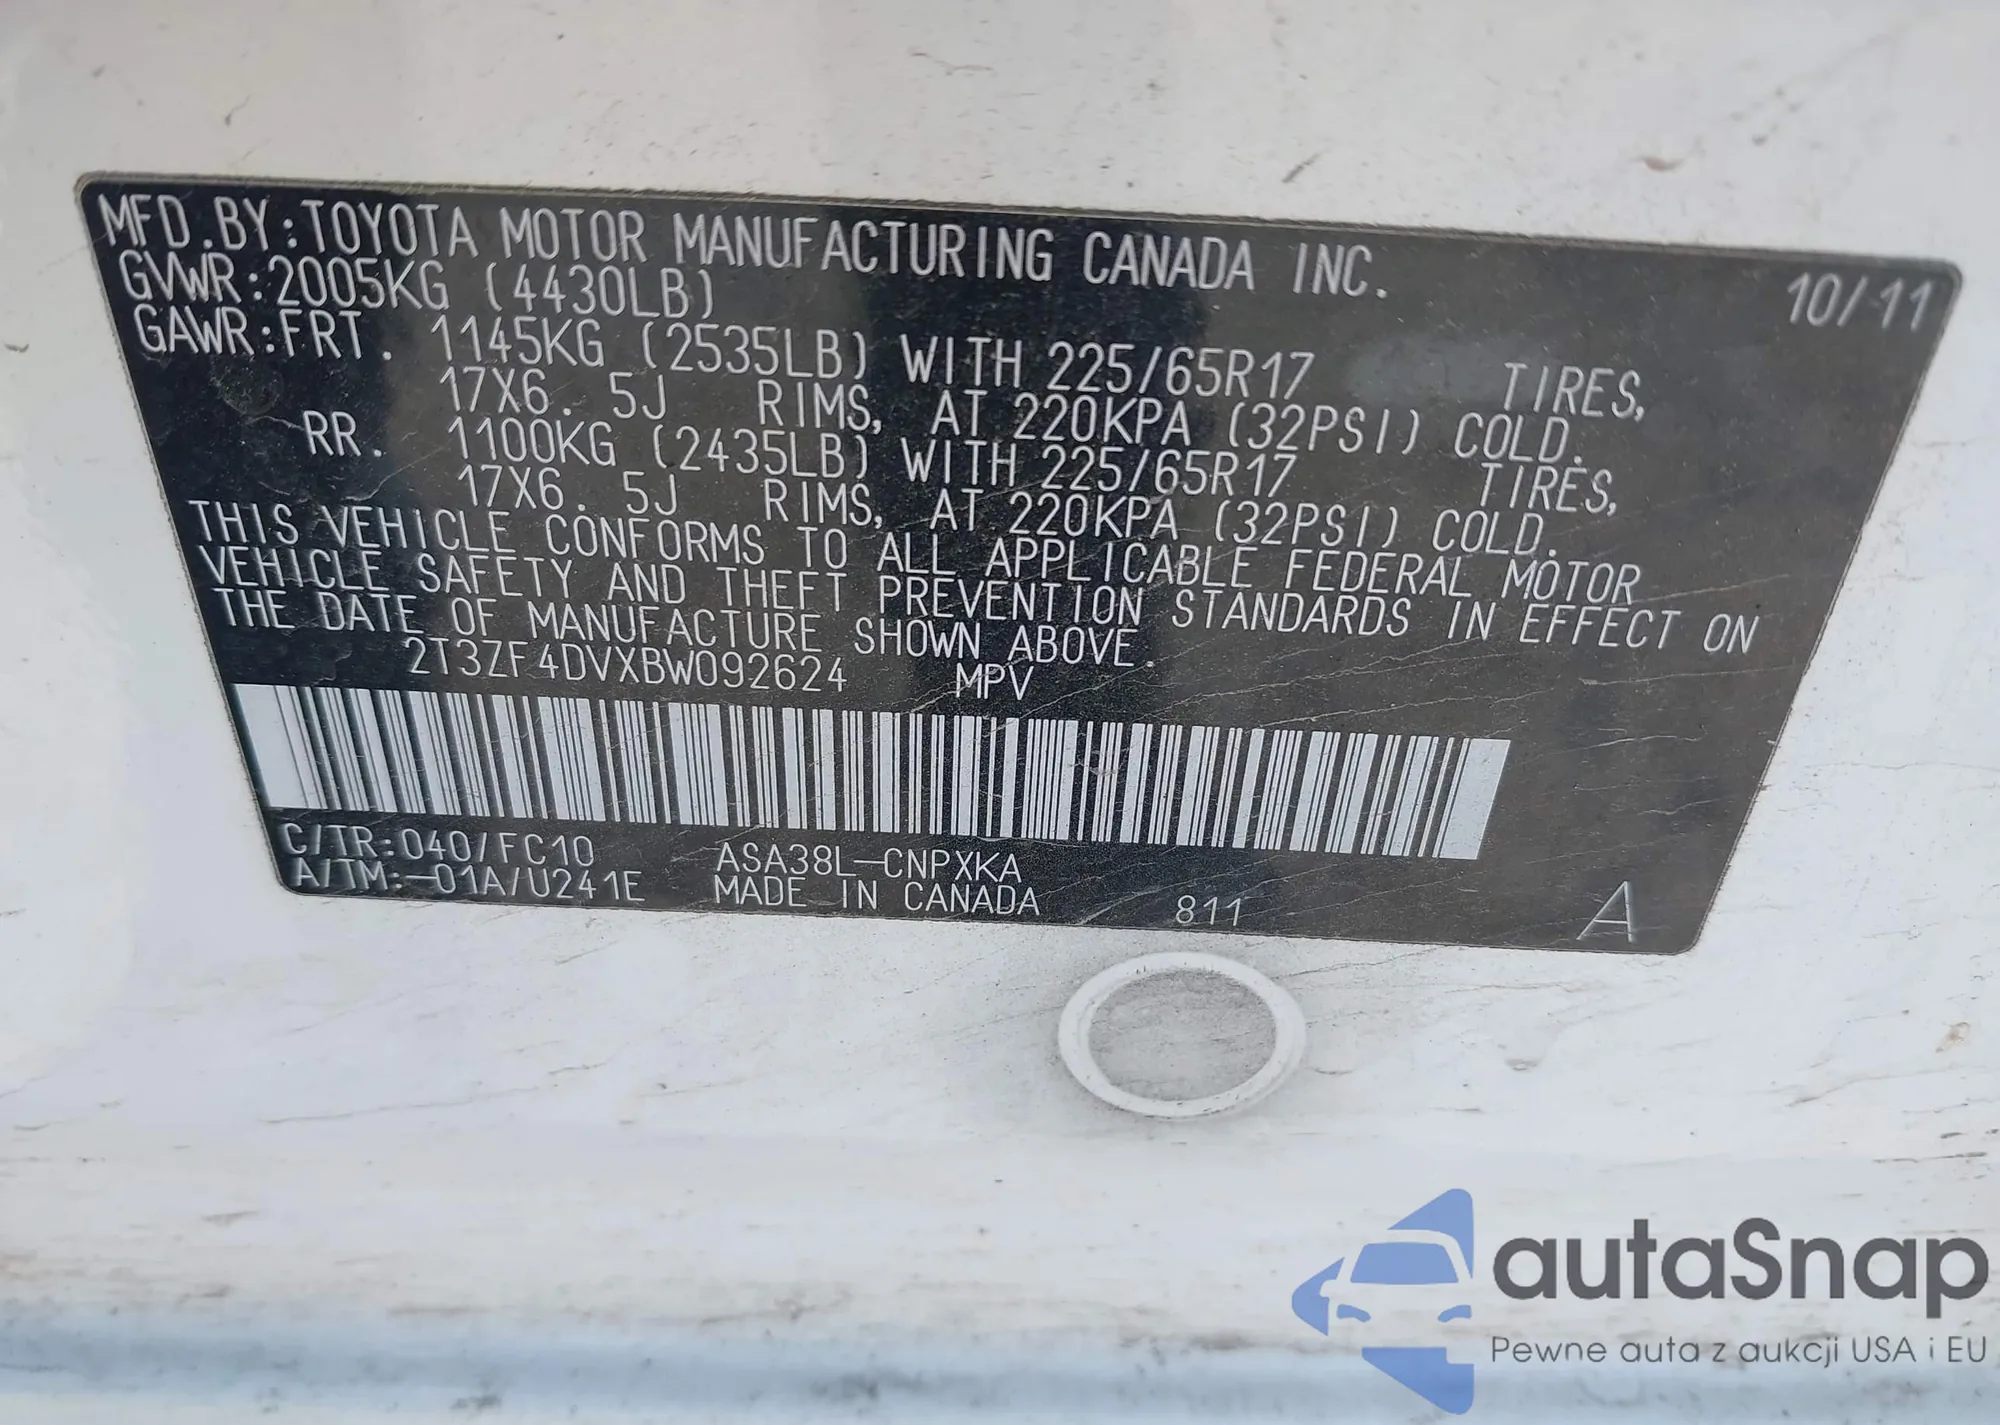 MFD.BY:TOYOTA MOTOR MANUFACTURING CANADA INC. 10/11
GVWR:2005KG (4430LB)
GAWR:FRT. 1145KG (2535LB) WITH 225/65R17 TIRES,
17X6.5J RIMS, AT 220KPA (32PSI) COLD.
RR. 1100KG (2435LB) WITH 225/65R17 TIRES,
17X6.5J RIMS, AT 220KPA (32PSI) COLD.
THIS VEHICLE CONFORMS TO ALL APPLICABLE FEDERAL MOTOR
VEHICLE SAFETY AND THEFT PREVENTION STANDARDS IN EFFECT ON
THE DATE OF MANUFACTURE SHOWN ABOVE.
2T3ZF4DVXBW092624 MPV
C/TR:040/FC10 ASA38L-CNPXKA
A/TM:-01A/U241E MADE IN CANADA 811 A
autaSnap
Pewne auta z aukcji USA i EU